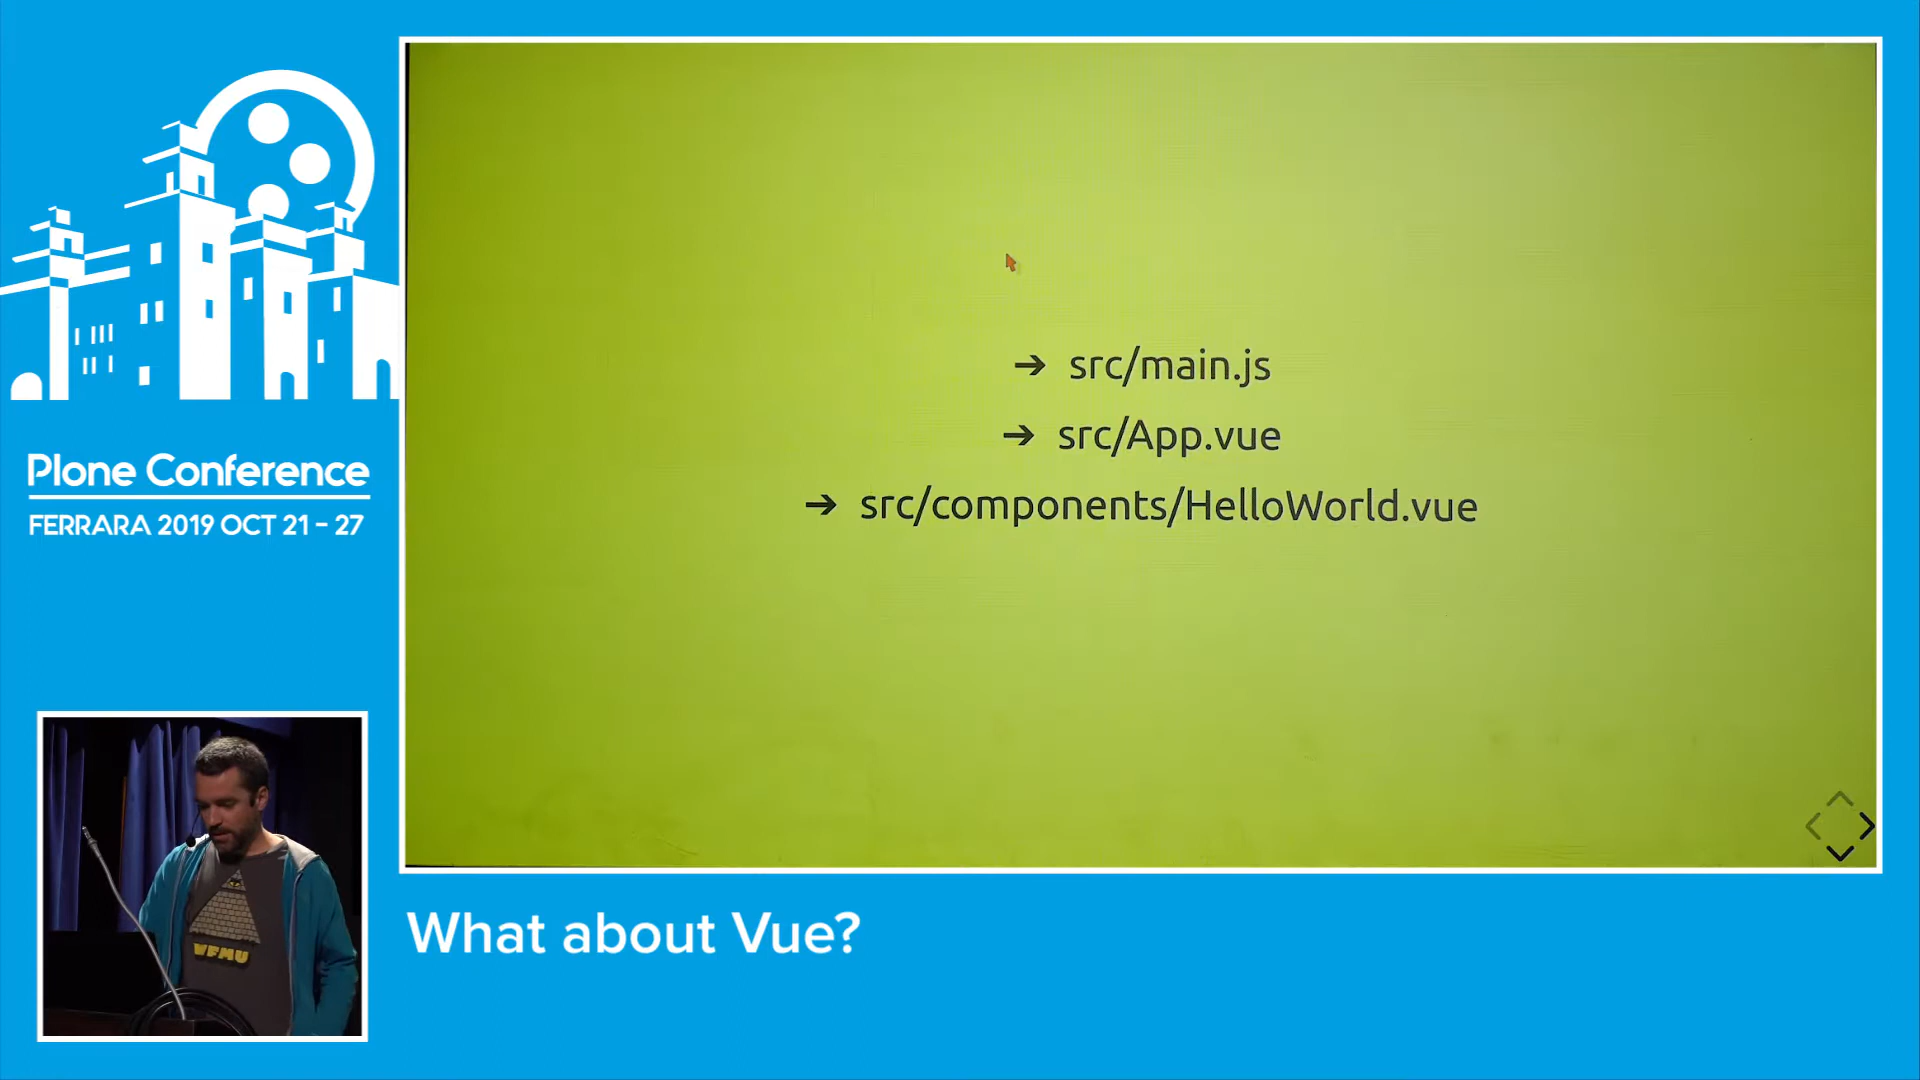 Plone Conference
FERRARA 2019 OCT 21 - 27
➔ src/main.js
➔ src/App.vue
➔ src/components/HelloWorld.vue
WFMU
What about Vue?